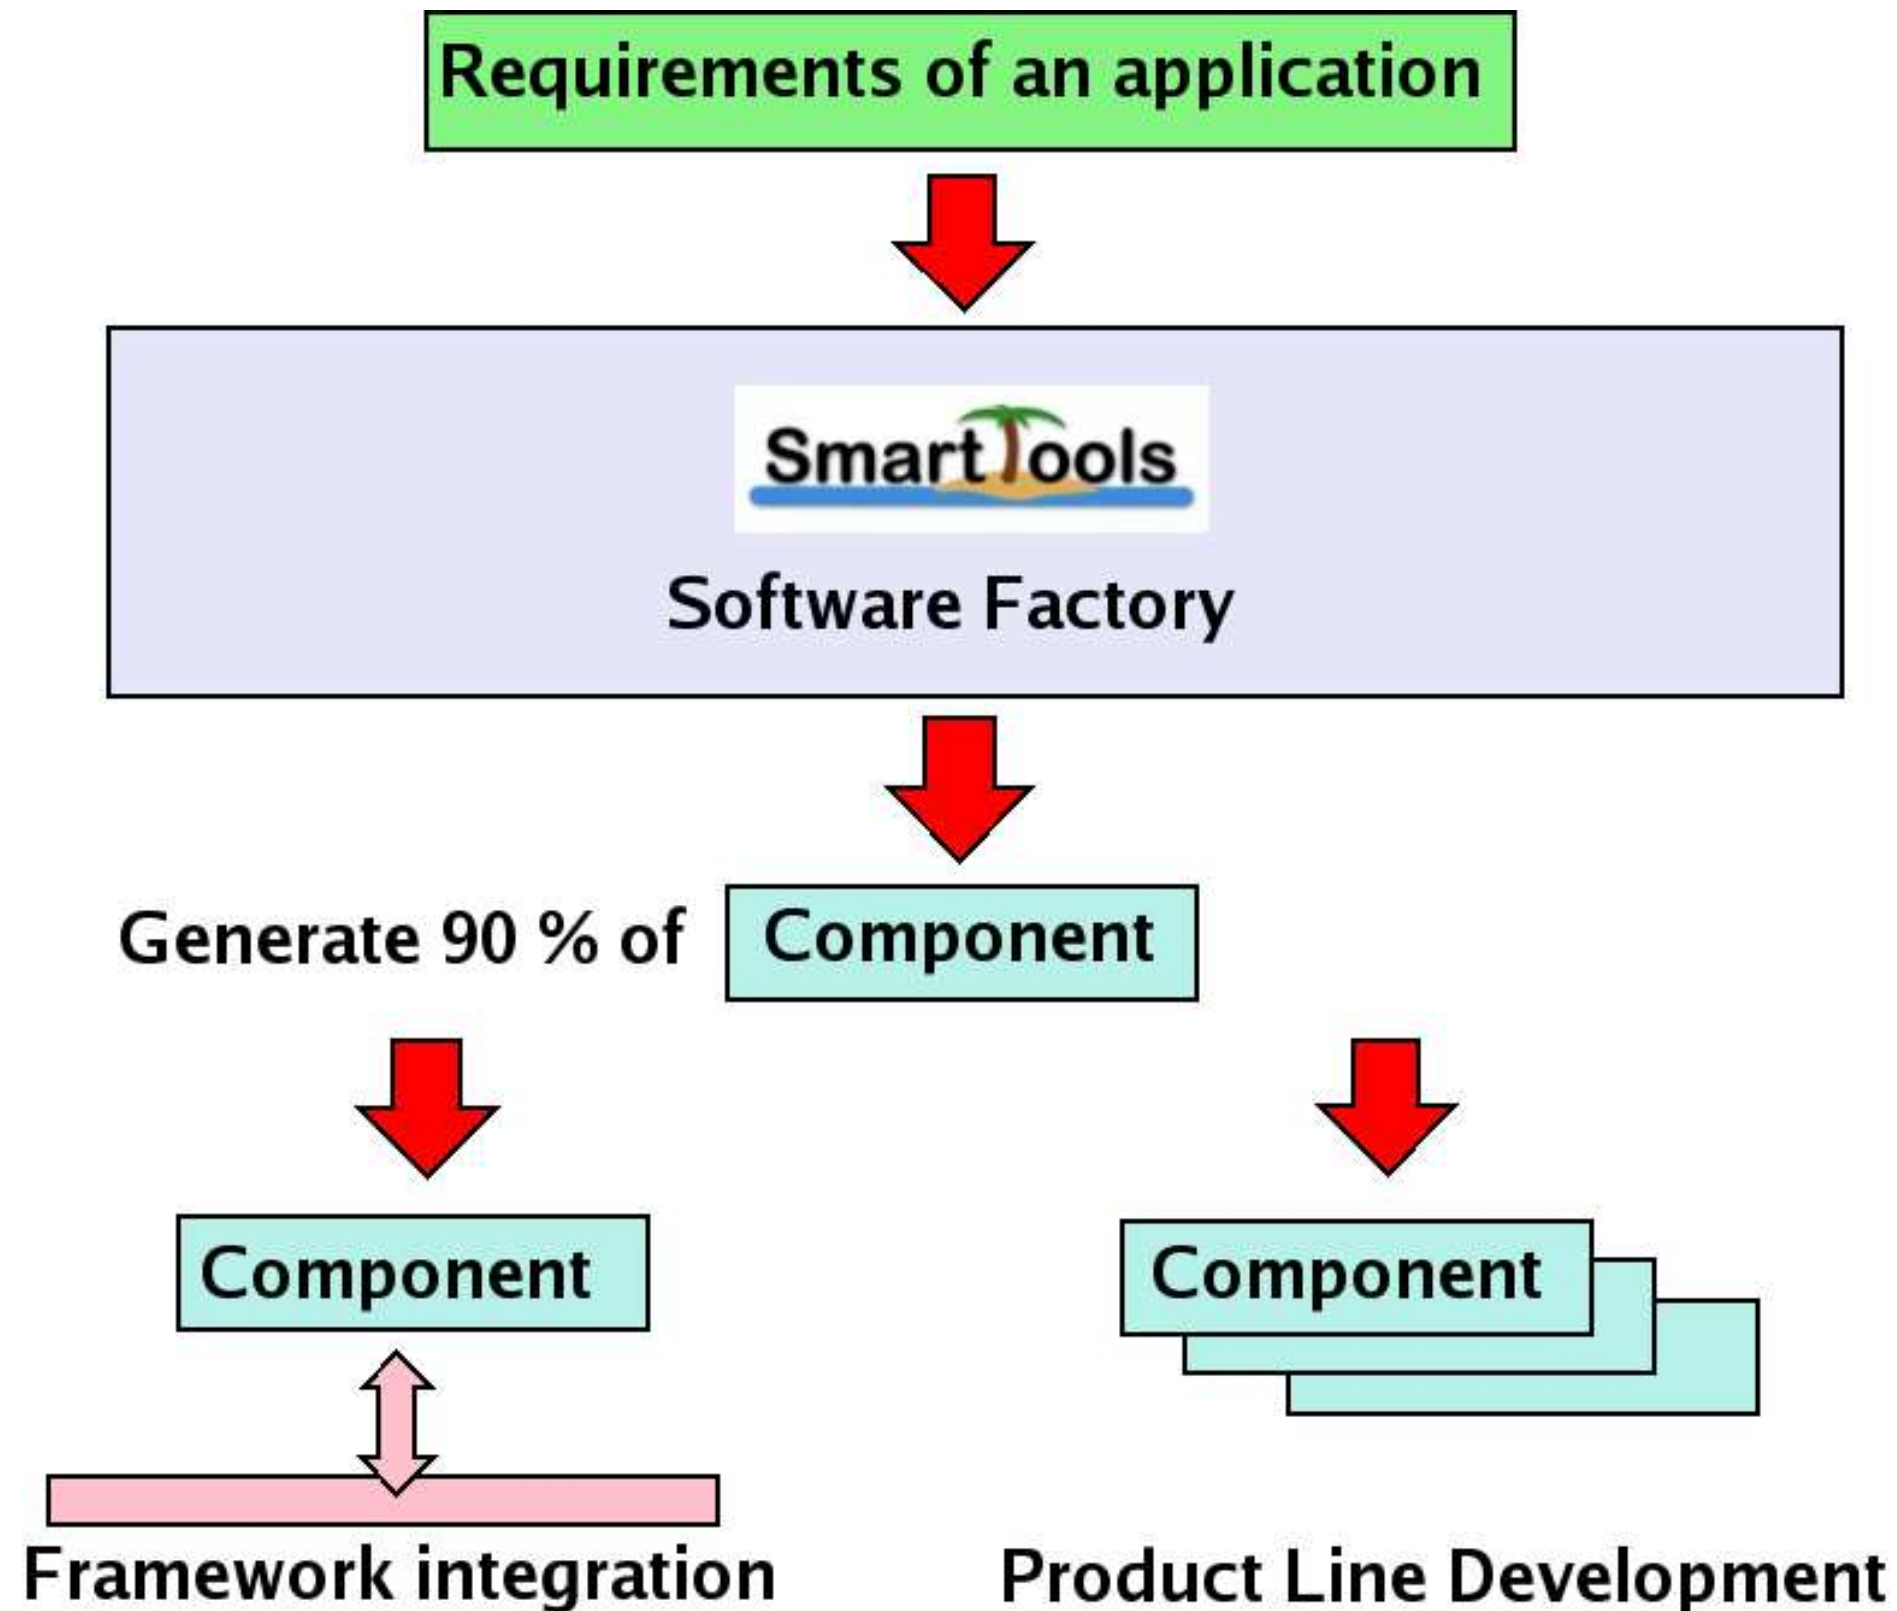 Requirements of an application
SmartTools
Software Factory
Generate 90 % of
Component
Component
Component
Framework integration
Product Line Development